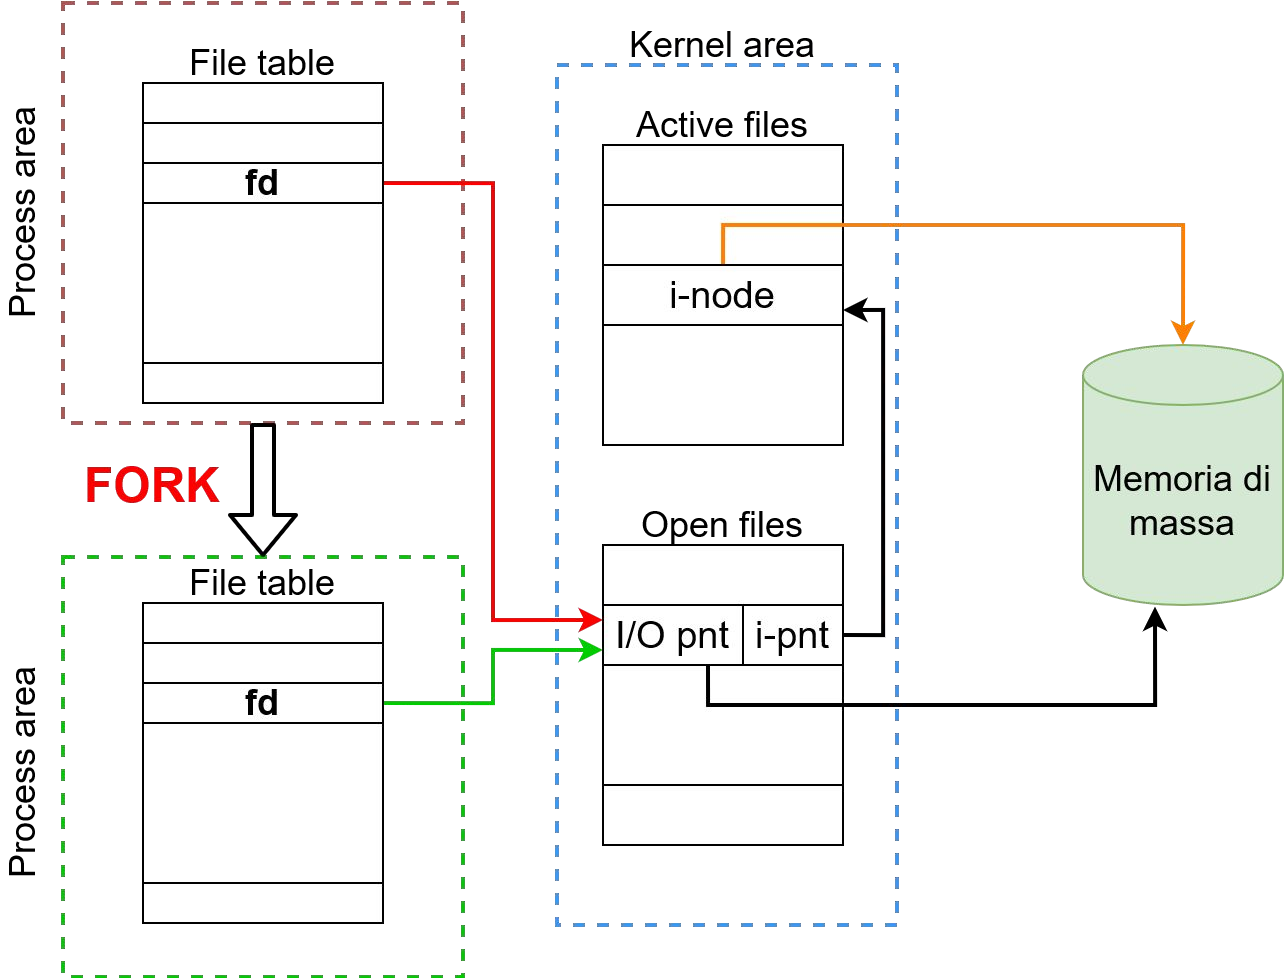 Process area
File table
fd
FORK
Process area
File table
fd
Kernel area
Active files
i-node
Open files
I/O pnt
i-pnt
Memoria di
massa